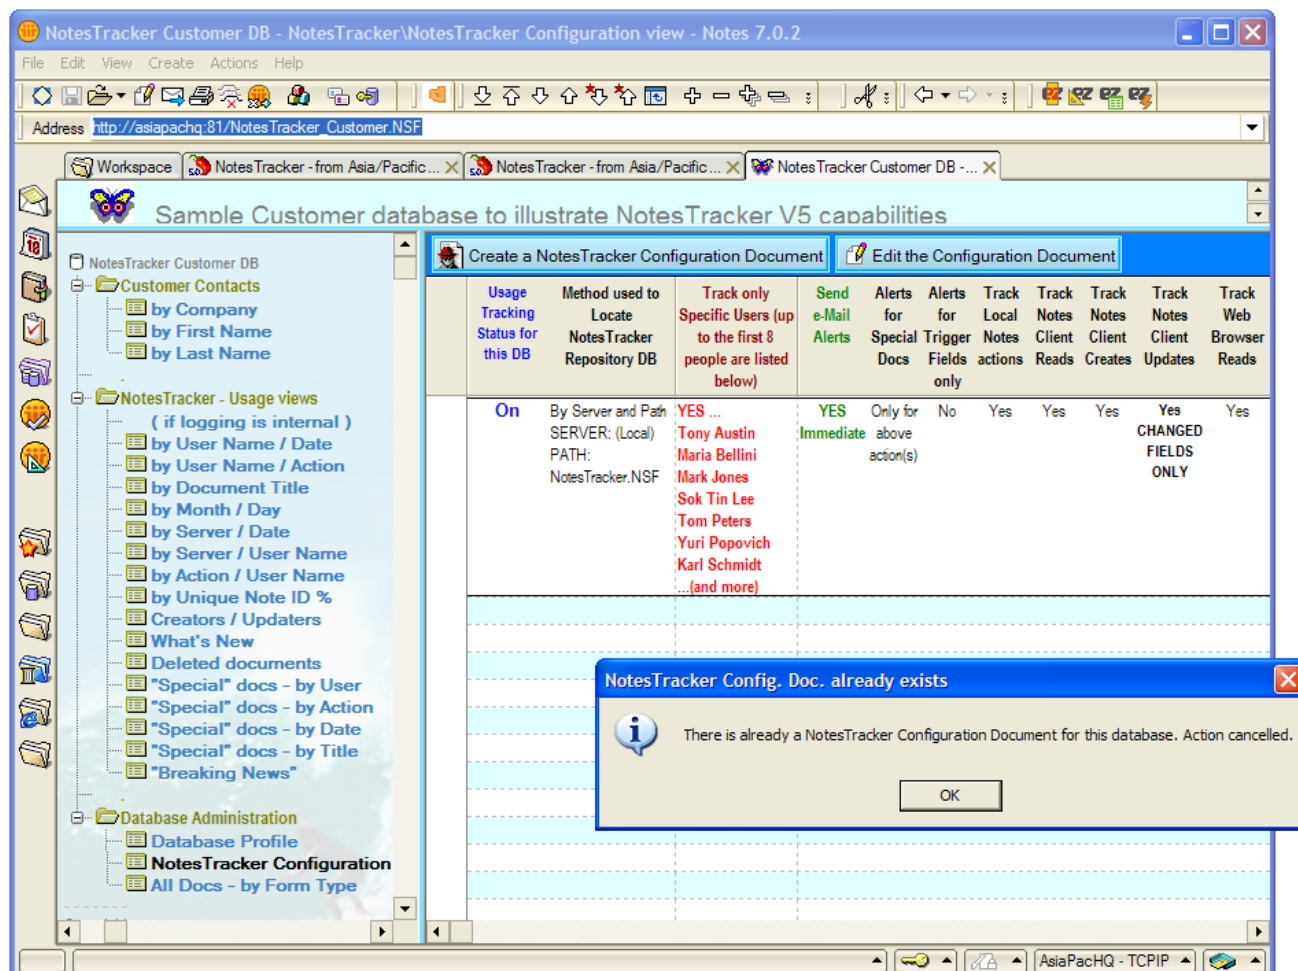 NotesTracker Customer DB - NotesTracker\NotesTracker Configuration view - Notes 7.0.2
File Edit View Create Actions Help
Address http://asiapachq:81/NotesTracker_Customer.NSF
Workspace
NotesTracker - from Asia/Pacific ...
NotesTracker - from Asia/Pacific ...
NotesTracker Customer DB -...
Sample Customer database to illustrate NotesTracker V5 capabilities
NotesTracker Customer DB
Customer Contacts
by Company
by First Name
by Last Name
NotesTracker - Usage views
( if logging is internal )
by User Name / Date
by User Name / Action
by Document Title
by Month / Day
by Server / Date
by Server / User Name
by Action / User Name
by Unique Note ID %
Creators / Updaters
What's New
Deleted documents
"Special" docs - by User
"Special" docs - by Action
"Special" docs - by Date
"Special" docs - by Title
"Breaking News"
Database Administration
Database Profile
NotesTracker Configuration
All Docs - by Form Type
Create a NotesTracker Configuration Document
Edit the Configuration Document
Usage
Tracking
Status for
this DB
Method used to
Locate
NotesTracker
Repository DB
Track only
Specific Users (up
to the first 8
people are listed
below)
Send
e-Mail
Alerts
Alerts
for
Special
Docs
Alerts
for
Trigger
Fields
only
Track
Local
Notes
actions
Track
Notes
Client
Reads
Track
Notes
Client
Creates
Track
Notes
Client
Updates
Track
Web
Browser
Reads
On
By Server and Path
SERVER: (Local)
PATH:
NotesTracker.NSF
YES ...
Tony Austin
Maria Bellini
Mark Jones
Sok Tin Lee
Tom Peters
Yuri Popovich
Karl Schmidt
...(and more)
YES
Immediate
Only for
above
action(s)
No
Yes
Yes
Yes
Yes
CHANGED
FIELDS
ONLY
Yes
NotesTracker Config. Doc. already exists
There is already a NotesTracker Configuration Document for this database. Action cancelled.
OK
AsiaPacHQ - TCPIP